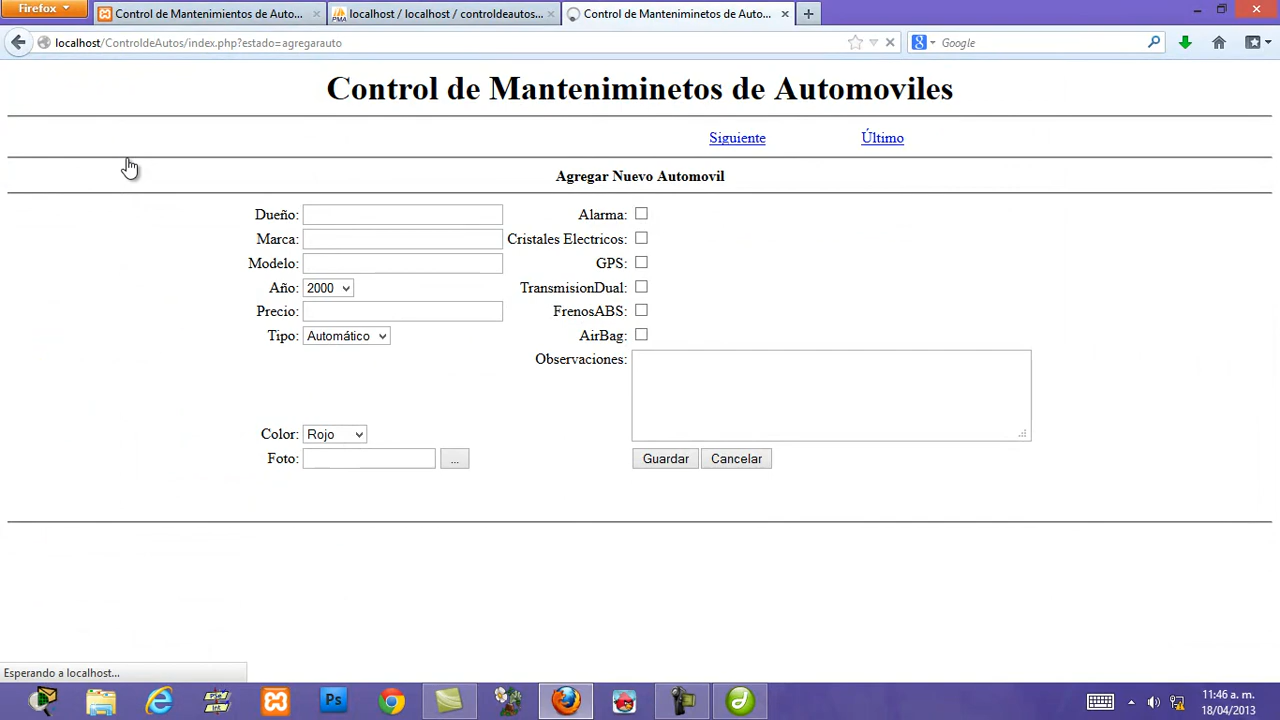 Firefox
Control de Mantenimientos de Auto...
localhost / localhost / controldeautos...
Control de Manteniminetos de Auto...
localhost/ControldeAutos/index.php?estado=agregarauto
Google
Control de Manteniminetos de Automoviles
Siguiente Último
Agregar Nuevo Automovil
Dueño: Alarma:
Marca: Cristales Electricos:
Modelo: GPS:
Año: 2000 TransmisionDual:
Precio: FrenosABS:
Tipo: Automático AirBag:
Observaciones:
Color: Rojo
Foto: ... Guardar Cancelar
Esperando a localhost...
Ps
11:46 a. m.
18/04/2013